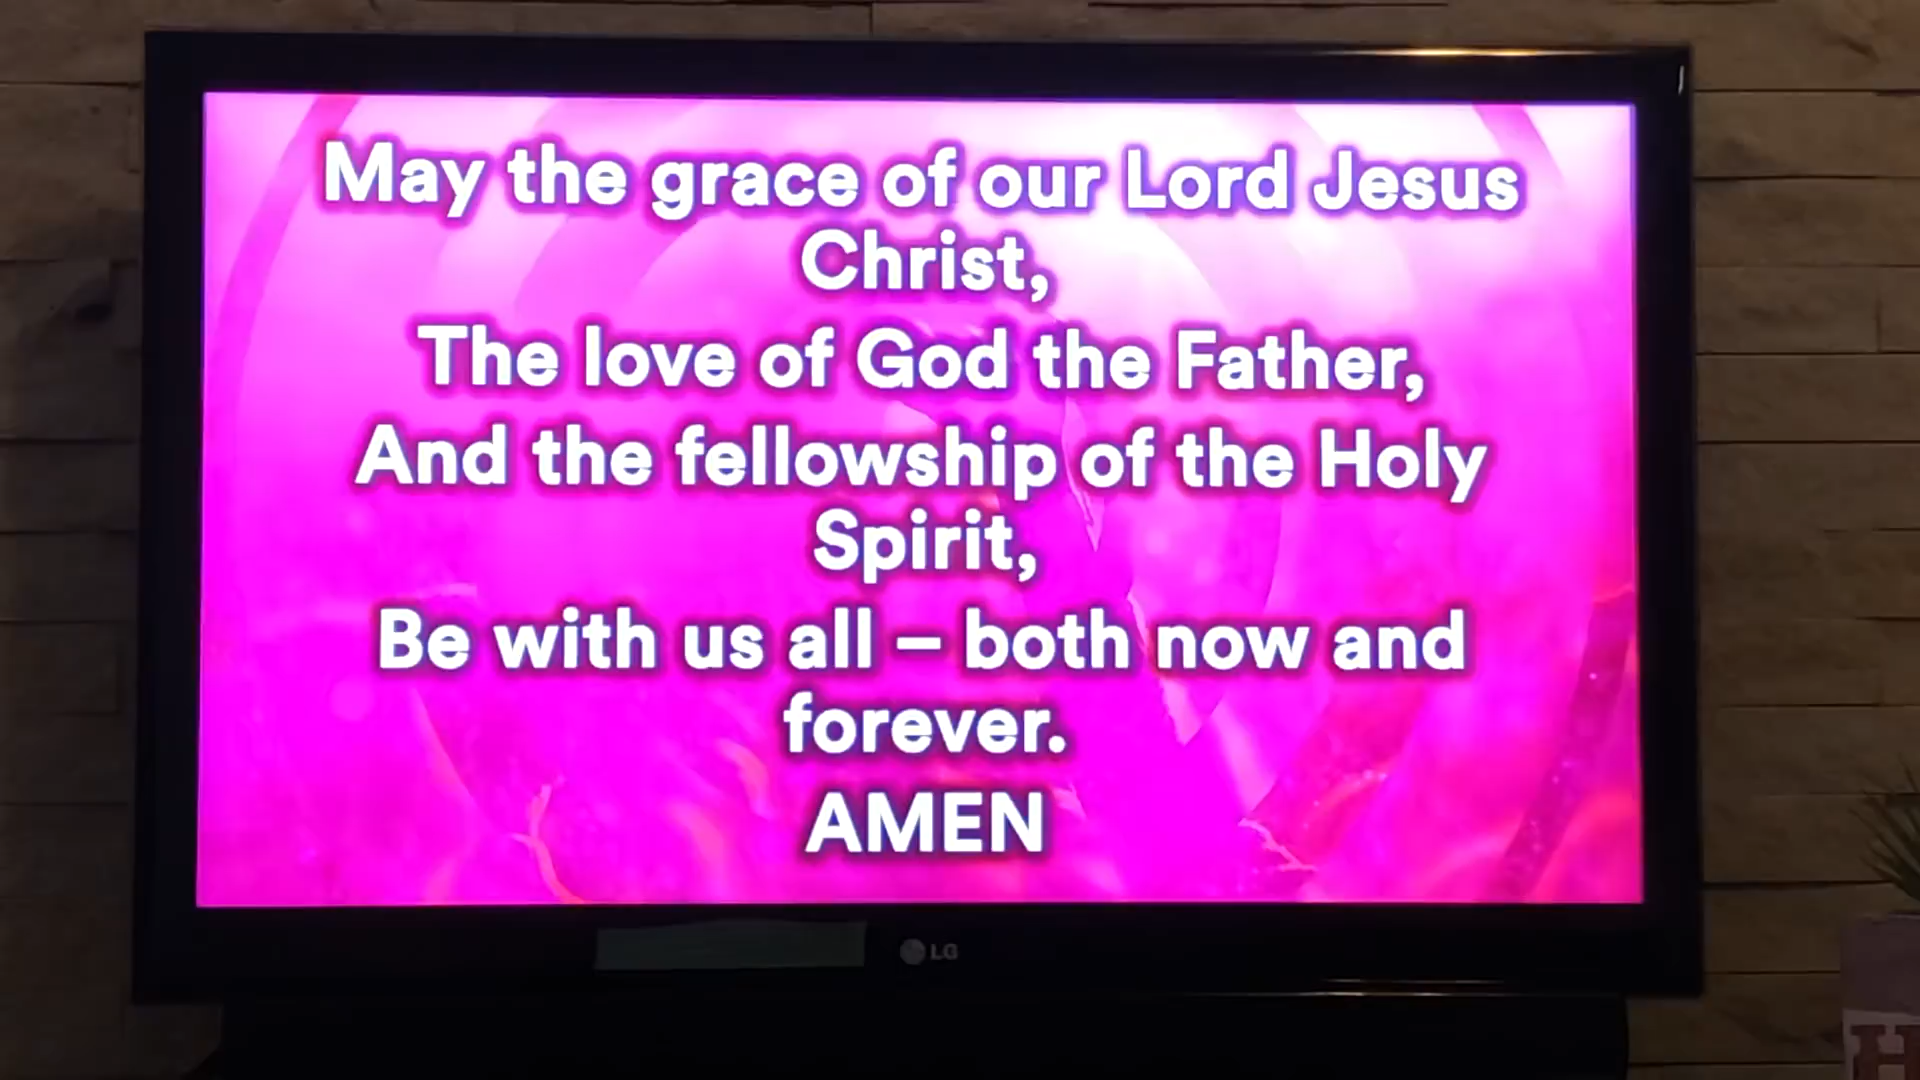 May the grace of our Lord Jesus
Christ,
The love of God the Father,
And the fellowship of the Holy
Spirit,
Be with us all – both now and
forever.
AMEN
LG
H